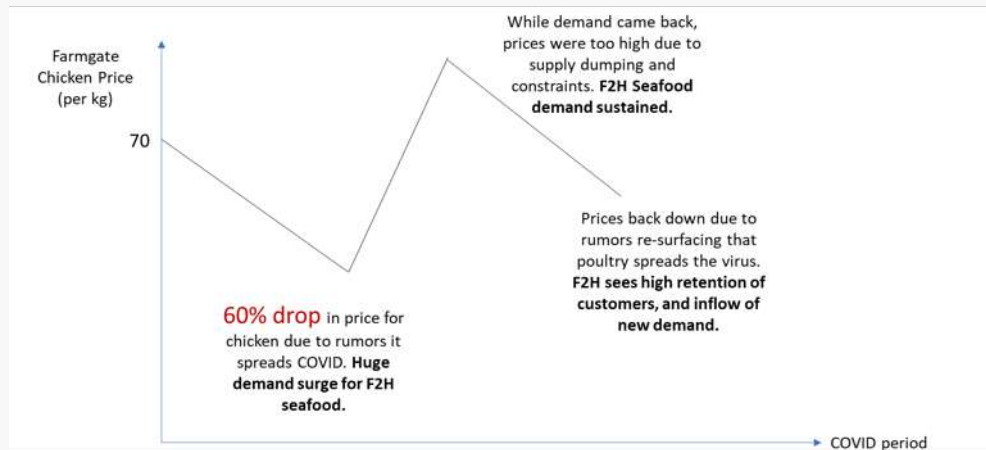 While demand came back,
prices were too high due to
supply dumping and
constraints. F2H Seafood
demand sustained.
Farmgate
Chicken Price
(per kg)
70
Prices back down due to
rumors re-surfacing that
poultry spreads the virus.
F2H sees high retention of
customers, and inflow of
new demand.
60% drop in price for
chicken due to rumors it
spreads COVID. Huge
demand surge for F2H
seafood.
COVID period